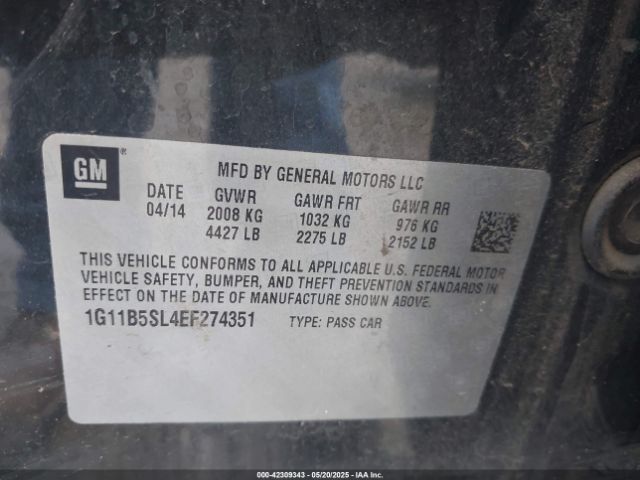 GM®
MFD BY GENERAL MOTORS LLC
DATE GVWR GAWR FRT GAWR RR
04/14 2008 KG 1032 KG 976 KG
4427 LB 2275 LB 2152 LB
THIS VEHICLE CONFORMS TO ALL APPLICABLE U.S. FEDERAL MOTOR
VEHICLE SAFETY, BUMPER, AND THEFT PREVENTION STANDARDS IN
EFFECT ON THE DATE OF MANUFACTURE SHOWN ABOVE.
1G11B5SL4EF274351 TYPE: PASS CAR
000-42309343 - 05/20/2025 - IAA Inc.